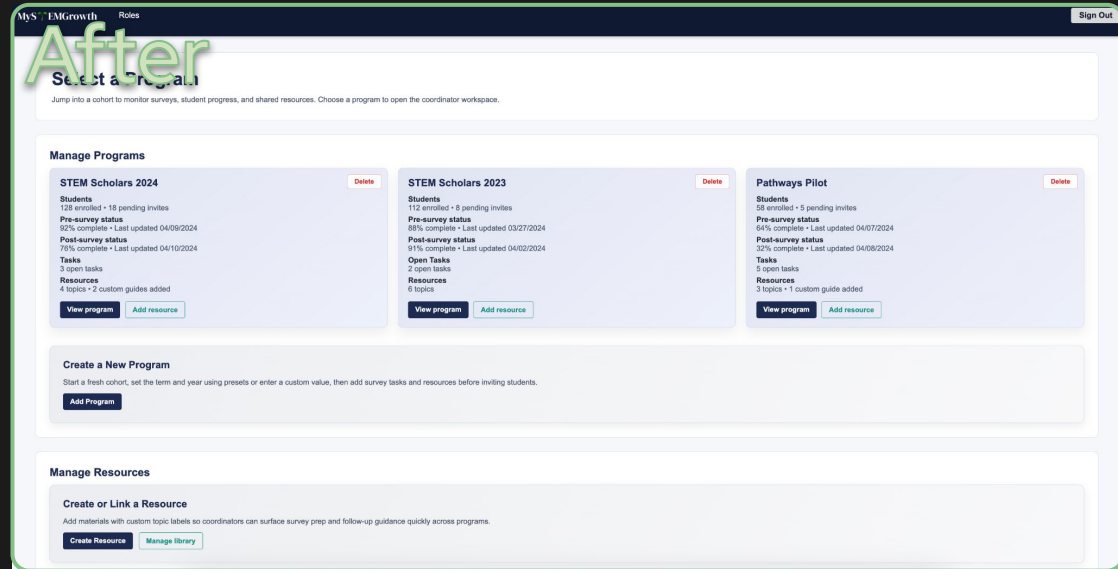 MySTEMGrowth Roles Sign Out
After
Select a Program
Jump into a cohort to monitor surveys, student progress, and shared resources. Choose a program to open the coordinator workspace.
Manage Programs
STEM Scholars 2024 Delete
Students
128 enrolled • 18 pending invites
Pre-survey status
92% complete • Last updated 04/09/2024
Post-survey status
76% complete • Last updated 04/10/2024
Tasks
3 open tasks
Resources
4 topics • 2 custom guides added
View program Add resource
STEM Scholars 2023 Delete
Students
112 enrolled • 8 pending invites
Pre-survey status
88% complete • Last updated 03/27/2024
Post-survey status
91% complete • Last updated 04/02/2024
Open Tasks
2 open tasks
Resources
6 topics
View program Add resource
Pathways Pilot Delete
Students
58 enrolled • 5 pending invites
Pre-survey status
64% complete • Last updated 04/07/2024
Post-survey status
32% complete • Last updated 04/08/2024
Tasks
5 open tasks
Resources
3 topics • 1 custom guide added
View program Add resource
Create a New Program
Start a fresh cohort, set the term and year using presets or enter a custom value, then add survey tasks and resources before inviting students.
Add Program
Manage Resources
Create or Link a Resource
Add materials with custom topic labels so coordinators can surface survey prep and follow-up guidance quickly across programs.
Create Resource Manage library